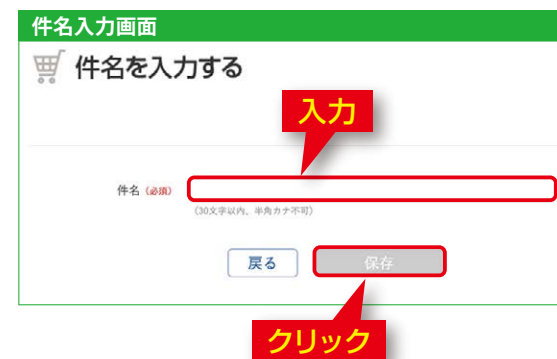 件名入力画面
件名を入力する
入力
件名（必須）
（30文字以内、半角カナ不可）
戻る
保存
クリック